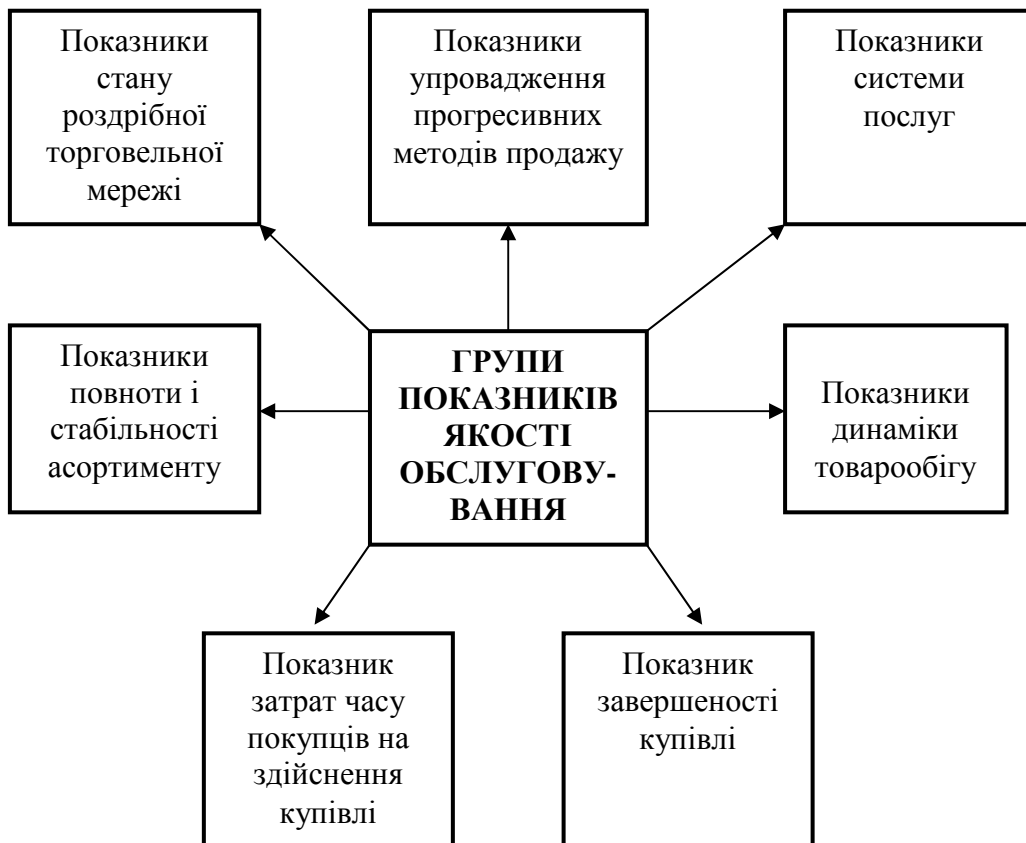 Показники
стану
роздрібної
торговельної
мережі
Показники
упровадження
прогресивних
методів продажу
Показники
системи
послуг
Показники
повноти і
стабільності
асортименту
ГРУПИ
ПОКАЗНИКІВ
ЯКОСТІ
ОБСЛУГОВУ-
ВАННЯ
Показники
динаміки
товарообігу
Показник
затрат часу
покупців на
здійснення
купівлі
Показник
завершеності
купівлі